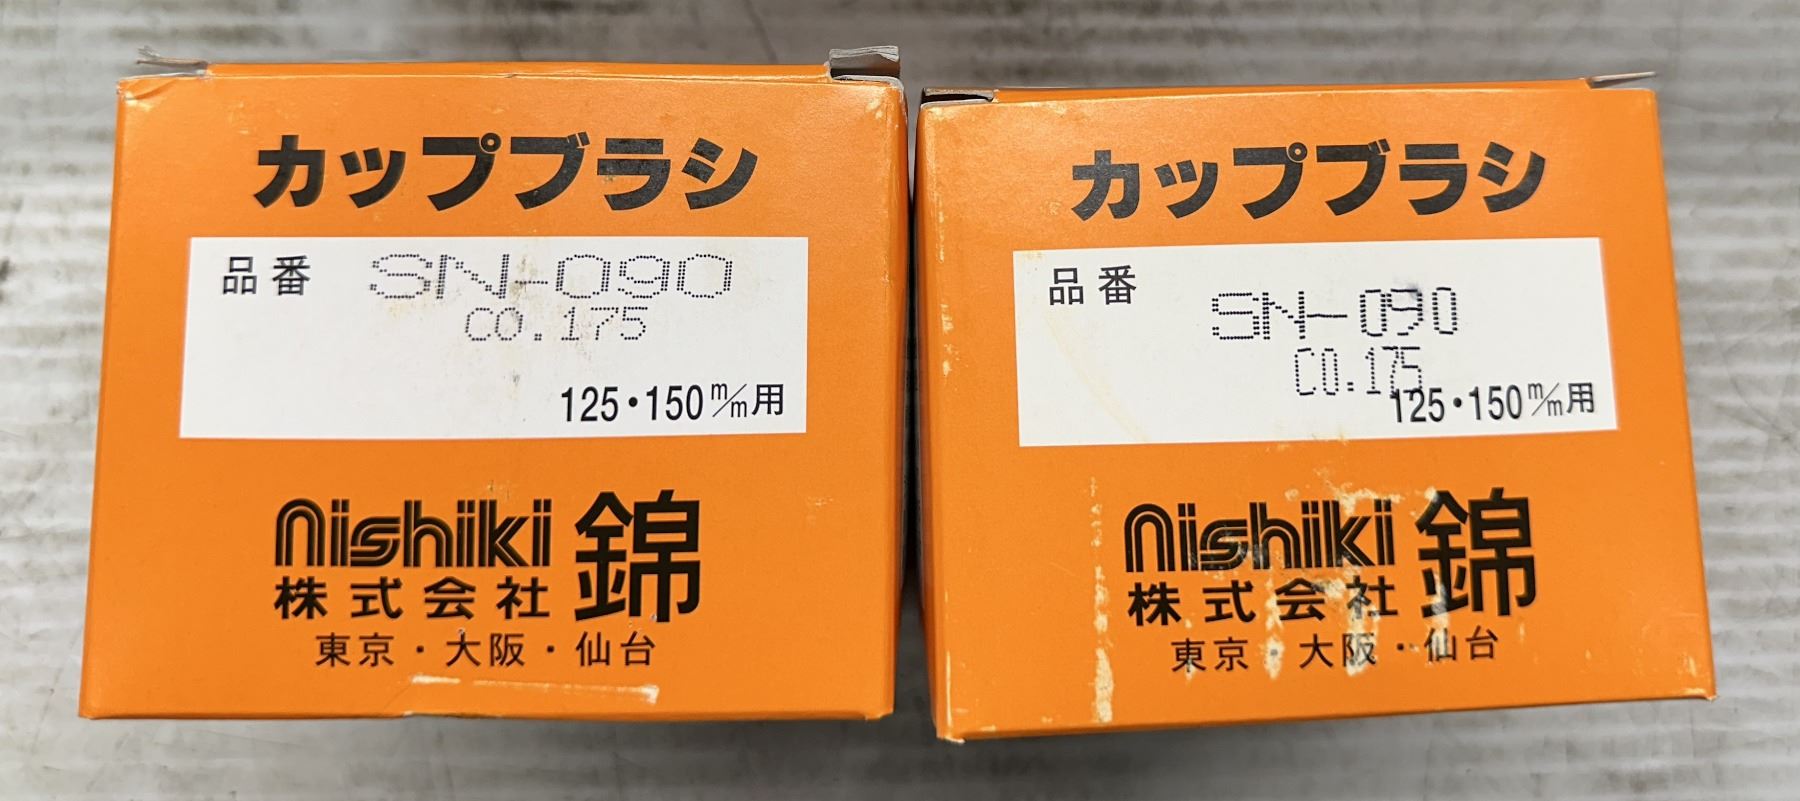 カップブラシ
品番 SN-090
CO.175
125・150m/m用
nishiki 錦
株式会社
東京・大阪・仙台
カップブラシ
品番 SN-090
CO.175
125・150m/m用
nishiki 錦
株式会社
東京・大阪・仙台